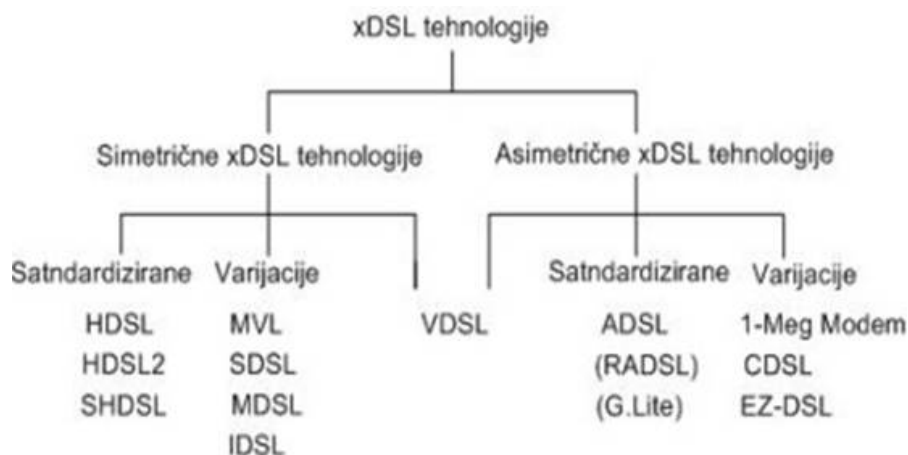 xDSL tehnologije
Simetrične xDSL tehnologije
Asimetrične xDSL tehnologije
Satndardizirane
Varijacije
Satndardizirane
Varijacije
HDSL
MVL
VDSL
ADSL
1-Meg Modem
HDSL2
SDSL
(RADSL)
CDSL
SHDSL
MDSL
(G.Lite)
EZ-DSL
IDSL